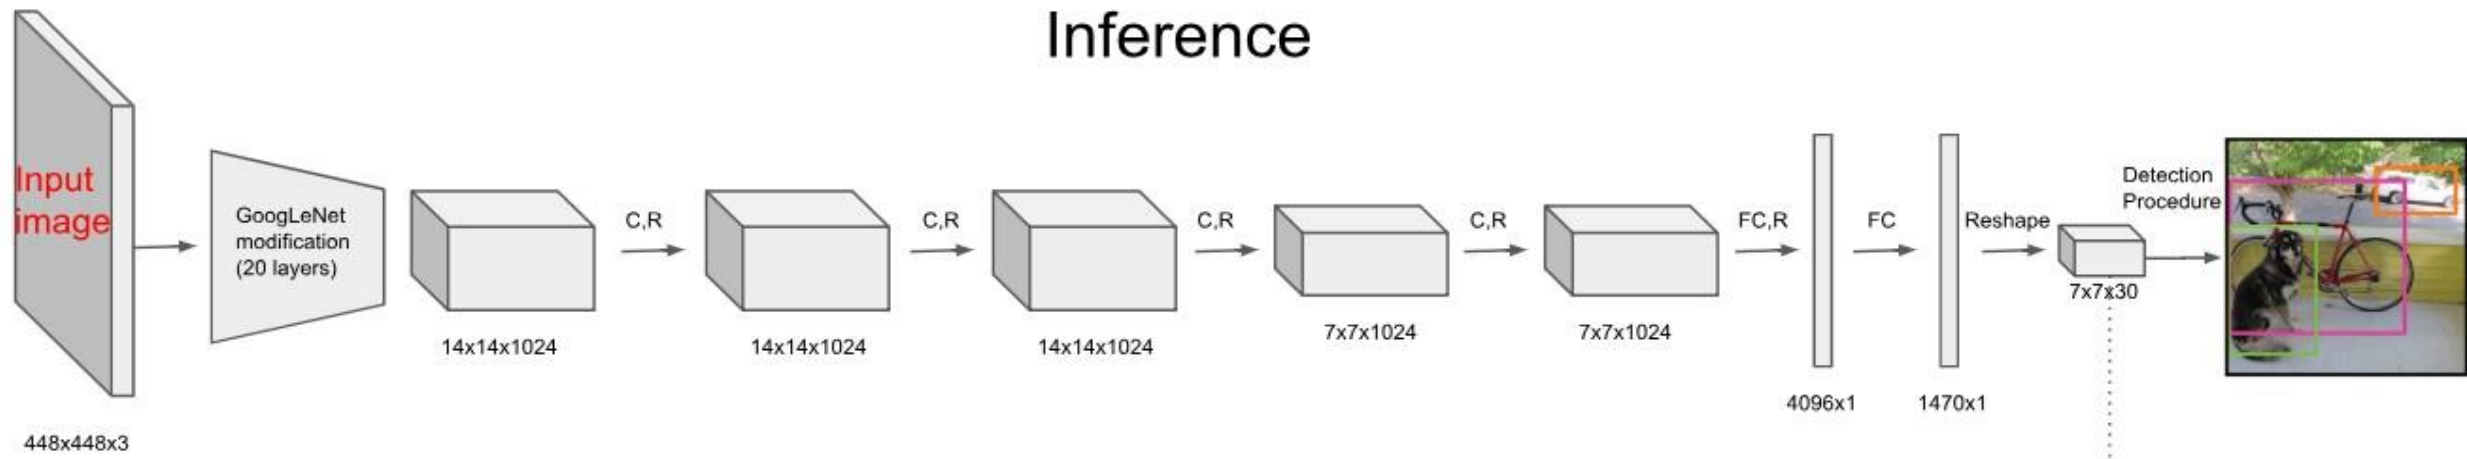 Inference
Input
image
448x448x3
GoogLeNet
modification
(20 layers)
14x14x1024
C,R
14x14x1024
C,R
14x14x1024
C,R
7x7x1024
C,R
7x7x1024
FC,R
4096x1
FC
1470x1
Reshape
7x7x30
Detection
Procedure